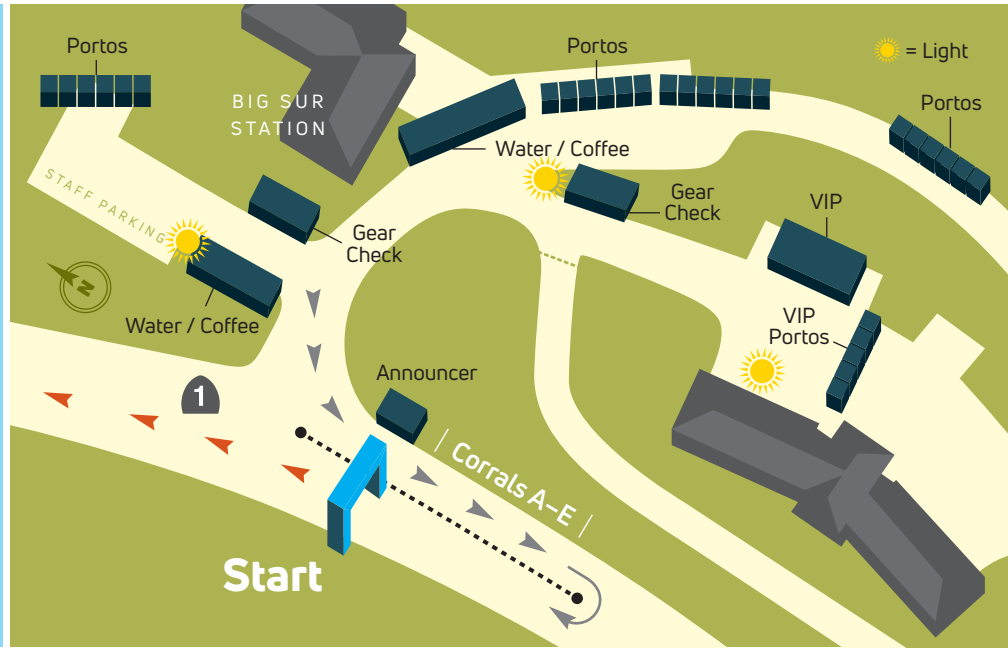 Portos
BIG SUR
STATION
Portos
= Light
Portos
Water / Coffee
STAFF PARKING
Gear
Check
Gear
Check
VIP
N
Water / Coffee
VIP
Portos
1
Announcer
Corrals A–E
Start